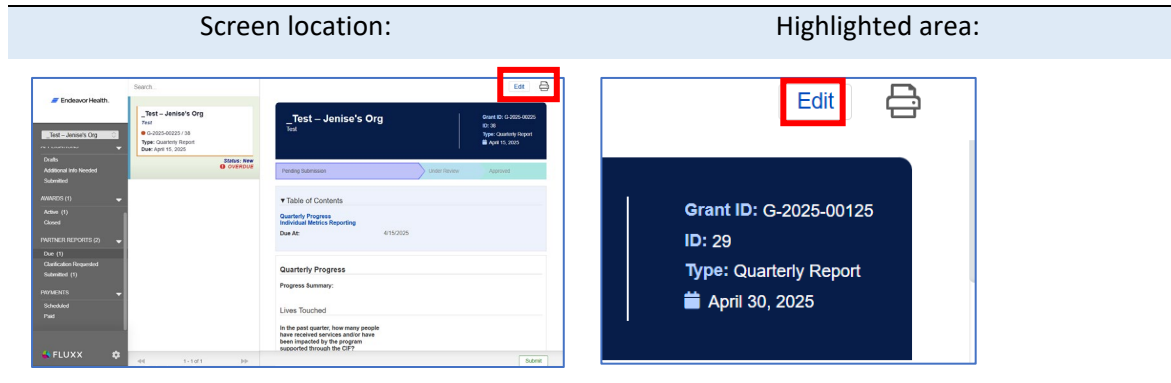 Screen location:
Highlighted area:
Search...
Edit
Endeavor Health.
_Test – Jenise's Org
Drafts
Additional Info Needed
Submitted
AWARDS (1)
Active (1)
Closed
PARTNER REPORTS (2)
Due (1)
Clarification Requested
Submitted (1)
PAYMENTS
Scheduled
Paid
FLUXX
_Test – Jenise's Org
Test
G-2025-00225 / 38
Type: Quarterly Report
Due: April 15, 2025
Status: New
OVERDUE
1 - 1 of 1
_Test – Jenise's Org
Test
Grant ID: G-2025-00225
ID: 38
Type: Quarterly Report
April 15, 2025
Pending Submission
Under Review
Approved
Table of Contents
Quarterly Progress
Individual Metrics Reporting
Due At: 4/15/2025
Quarterly Progress
Progress Summary:
Lives Touched
In the past quarter, how many people
have received services and/or have
been impacted by the program
supported through the CIF?
Submit
Edit
Grant ID: G-2025-00125
ID: 29
Type: Quarterly Report
April 30, 2025